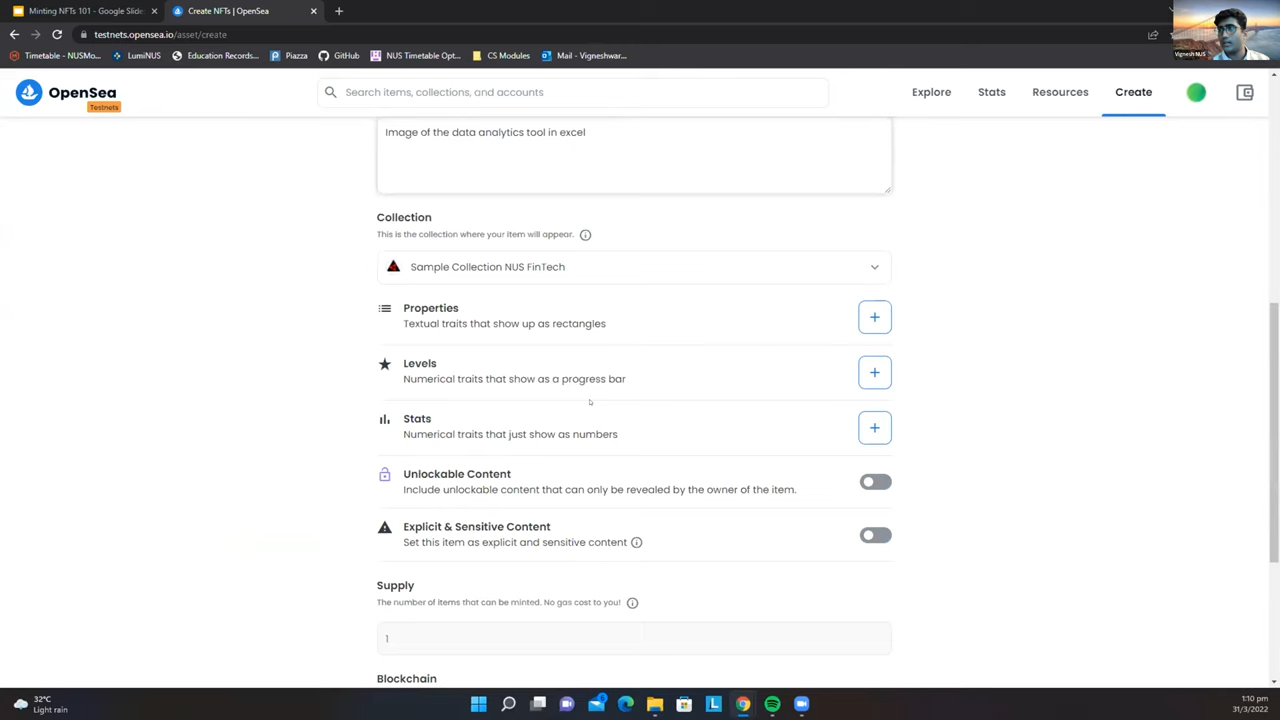 Minting NFTs 101 - Google Slide
Create NFTs | OpenSea
testnets.opensea.io/asset/create
Timetable - NUSMo...
LumiNUS
Education Records...
Piazza
GitHub
NUS Timetable Opt...
CS Modules
Mail - Vigneshwar...
Vignesh NUS
OpenSea
Testnets
Search items, collections, and accounts
Explore
Stats
Resources
Create
Image of the data analytics tool in excel
Collection
This is the collection where your item will appear.
Sample Collection NUS FinTech
Properties
Textual traits that show up as rectangles
Levels
Numerical traits that show as a progress bar
Stats
Numerical traits that just show as numbers
Unlockable Content
Include unlockable content that can only be revealed by the owner of the item.
Explicit & Sensitive Content
Set this item as explicit and sensitive content
Supply
The number of items that can be minted. No gas cost to you!
1
Blockchain
32°C
Light rain
1:10 pm
31/3/2022